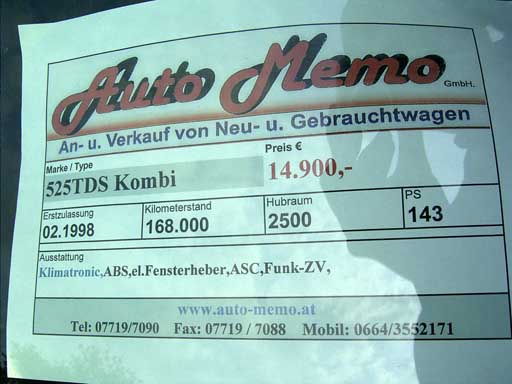 Auto Memo GmbH.
An- u. Verkauf von Neu- u. Gebrauchtwagen
Marke / Type
Preis €
525TDS Kombi
14.900,-
Erstzulassung
Kilometerstand
Hubraum
PS
02.1998
168.000
2500
143
Ausstattung
Klimatronic,ABS,el.Fensterheber,ASC,Funk-ZV,
www.auto-memo.at
Tel: 07719/7090 Fax: 07719 / 7088 Mobil: 0664/3552171